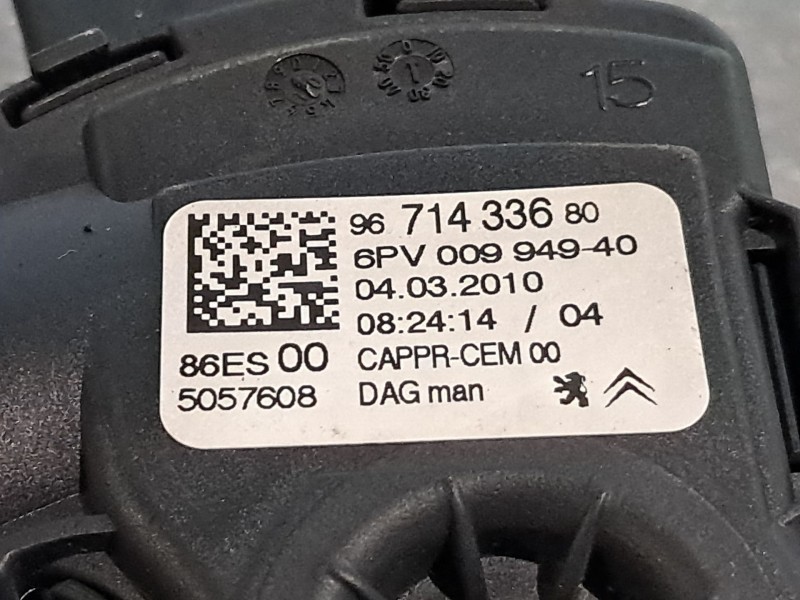 15
96 714 336 80
6PV 009 949-40
04.03.2010
08:24:14 / 04
86ES 00 CAPPR-CEM 00
5057608 DAG man